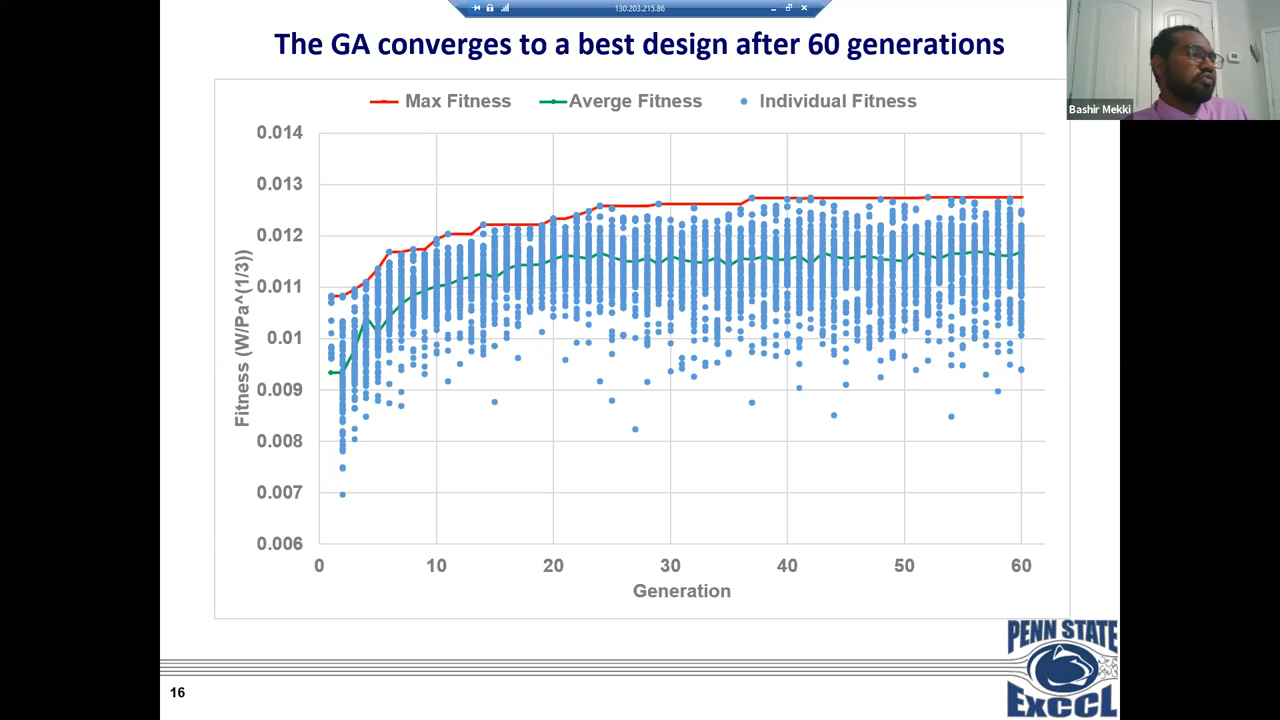 130.203.215.86
The GA converges to a best design after 60 generations
Bashir Mekki
Max Fitness Averge Fitness Individual Fitness
0.014
0.013
0.012
0.011
0.01
0.009
0.008
0.007
0.006
Fitness (W/Pa^(1/3))
0 10 20 30 40 50 60
Generation
PENN STATE
ExCCL
16